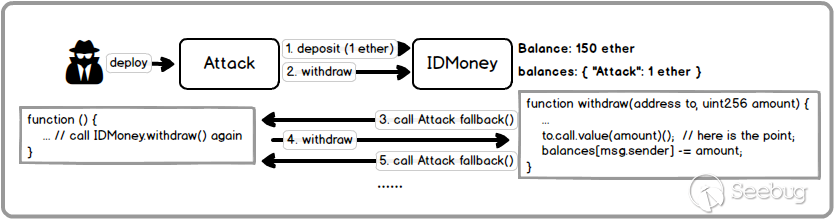 deploy
Attack
1. deposit (1 ether)
2. withdraw
IDMoney
Balance: 150 ether
balances: { "Attack": 1 ether }
function () {
... // call IDMoney.withdraw() again
}
3. call Attack fallback()
4. withdraw
5. call Attack fallback()
......
function withdraw(address to, uint256 amount) {
...
to.call.value(amount)(); // here is the point;
balances[msg.sender] -= amount;
}
Seebug